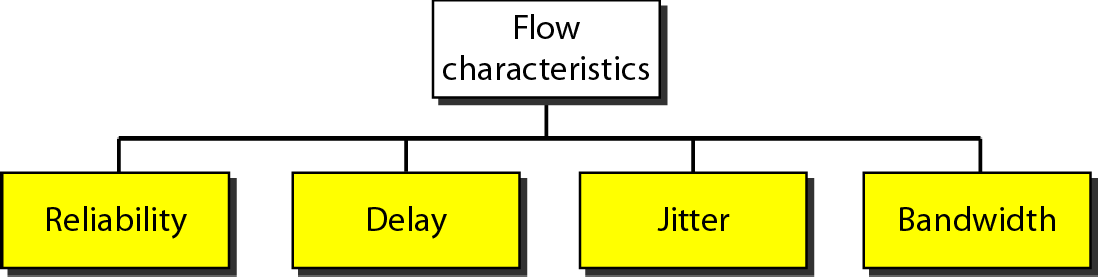 Flow
characteristics
Reliability
Delay
Jitter
Bandwidth